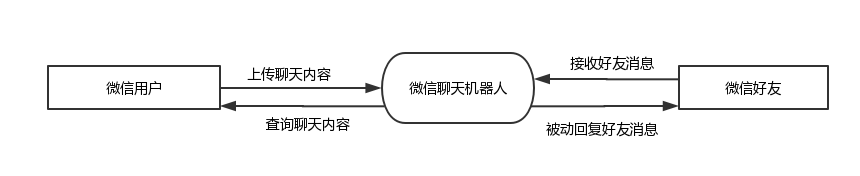 微信用户
上传聊天内容
查询聊天内容
微信聊天机器人
接收好友消息
被动回复好友消息
微信好友